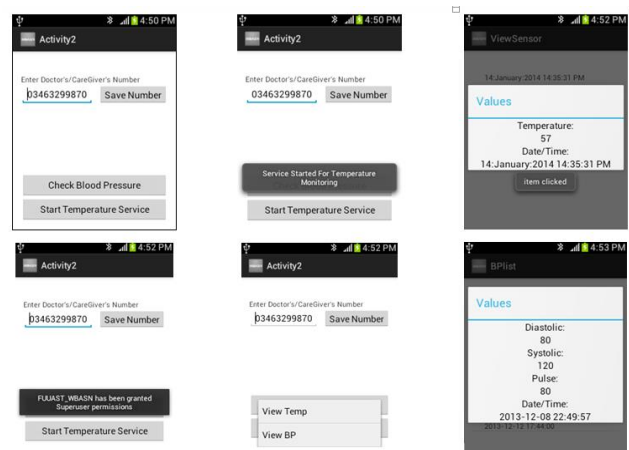 4:50 PM
Activity2
Enter Doctor's/CareGiver's Number
03463299870 Save Number
Check Blood Pressure
Start Temperature Service
4:50 PM
Activity2
Enter Doctor's/CareGiver's Number
03463299870 Save Number
Service Started For Temperature
Monitoring
Start Temperature Service
4:52 PM
ViewSensor
14:January:2014 14:35:31 PM
Values
Temperature:
57
Date/Time:
14:January:2014 14:35:31 PM
item clicked
4:52 PM
Activity2
Enter Doctor's/CareGiver's Number
03463299870 Save Number
FUUAST_WBASN has been granted
Superuser permissions
Start Temperature Service
4:52 PM
Activity2
Enter Doctor's/CareGiver's Number
03463299870 Save Number
View Temp
View BP
4:53 PM
BPlist
Values
Diastolic:
80
Systolic:
120
Pulse:
80
Date/Time:
2013-12-08 22:49:57
2013-12-12 17:44:00